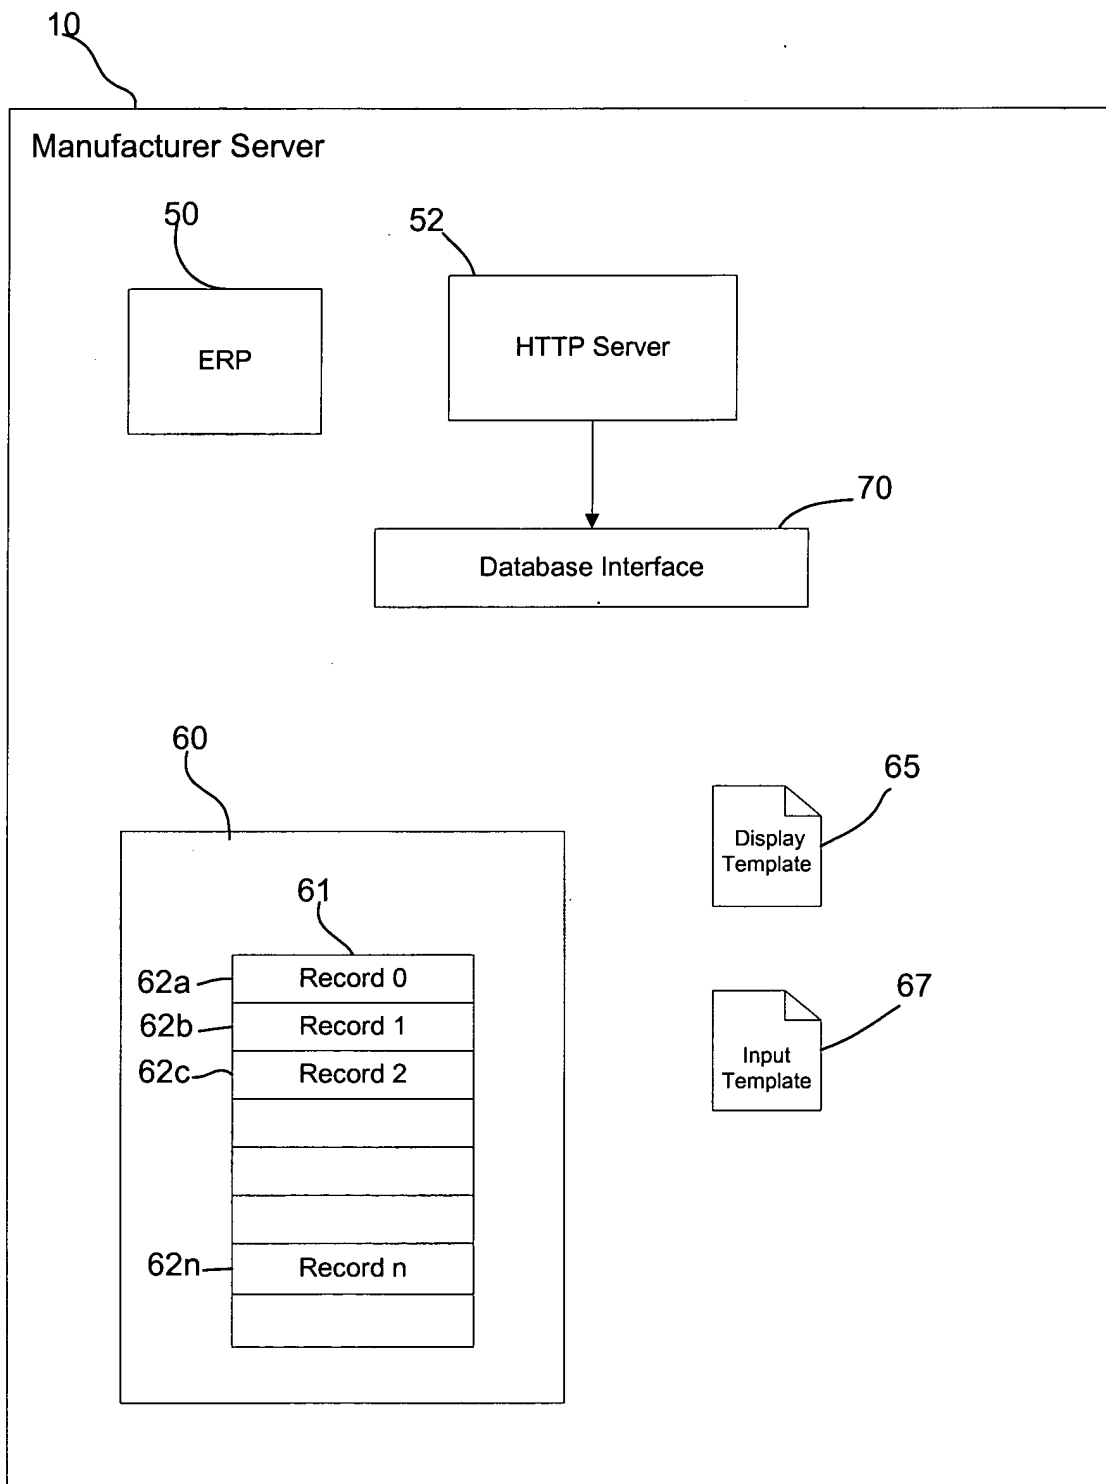 10
Manufacturer Server
50
52
ERP
HTTP Server
70
Database Interface
60
65
Display
Template
61
62a
Record 0
62b
Record 1
62c
Record 2
67
Input
Template
62n
Record n